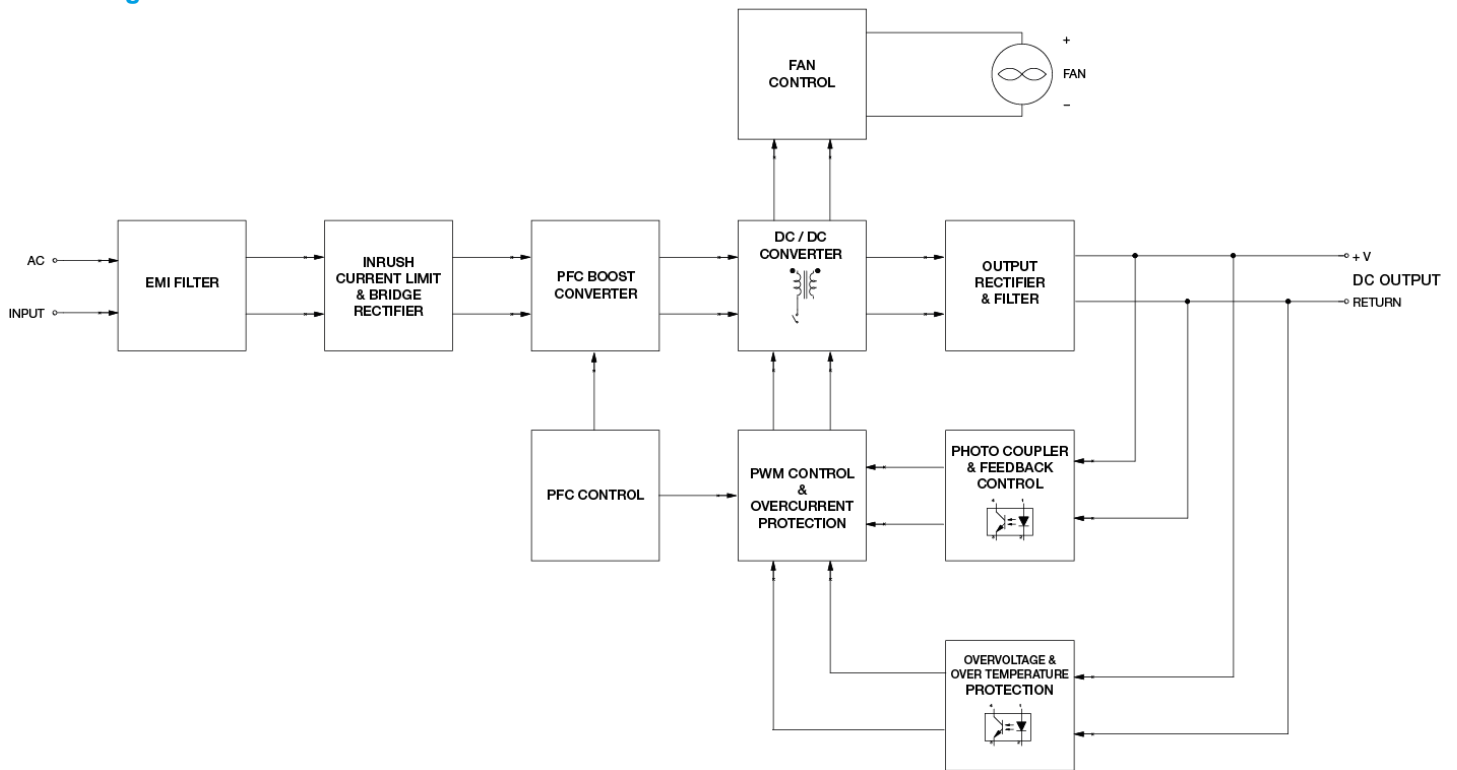 FAN
CONTROL
+
FAN
−
AC
INPUT
EMI FILTER
INRUSH
CURRENT LIMIT
& BRIDGE
RECTIFIER
PFC BOOST
CONVERTER
DC / DC
CONVERTER
OUTPUT
RECTIFIER
& FILTER
+ V
DC OUTPUT
RETURN
PFC CONTROL
PWM CONTROL
&
OVERCURRENT
PROTECTION
PHOTO COUPLER
& FEEDBACK
CONTROL
OVERVOLTAGE &
OVER TEMPERATURE
PROTECTION